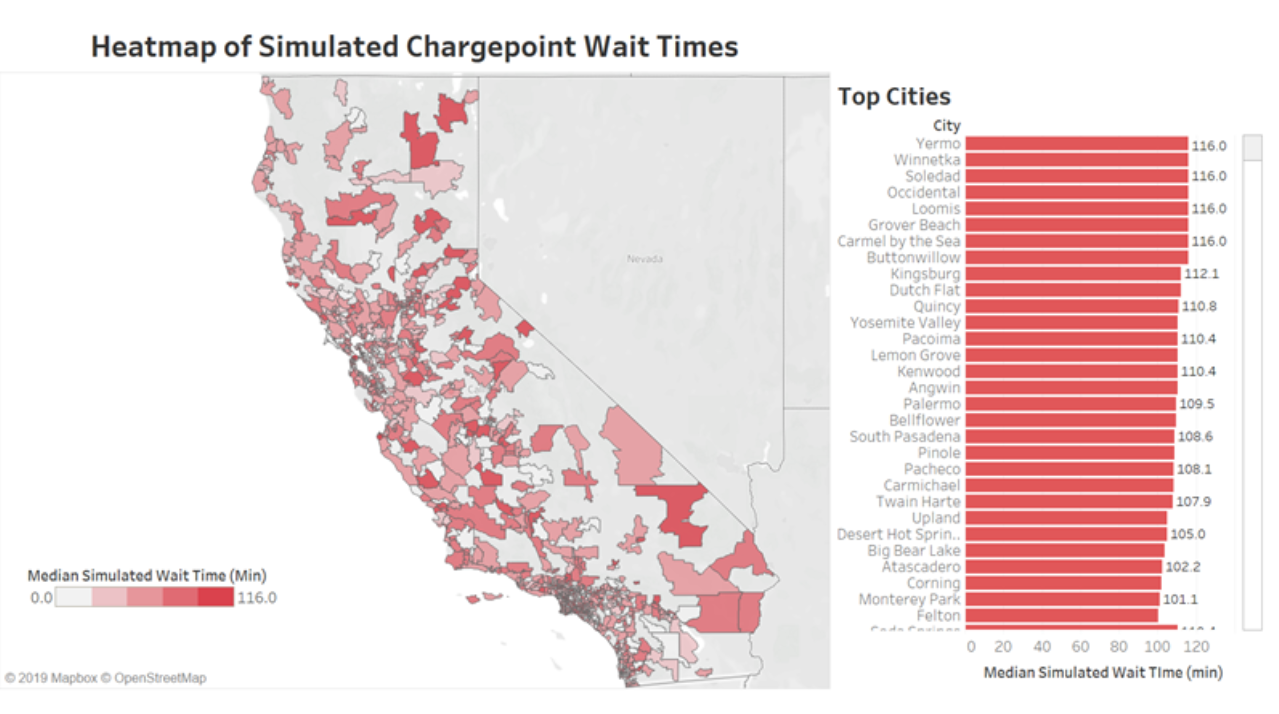 Heatmap of Simulated Chargepoint Wait Times
Nevada
Median Simulated Wait Time (Min)
0.0 116.0
© 2019 Mapbox © OpenStreetMap
Top Cities
City
Yermo 116.0
Winnetka
Soledad 116.0
Occidental
Loomis 116.0
Grover Beach
Carmel by the Sea 116.0
Buttonwillow
Kingsburg 112.1
Dutch Flat
Quincy 110.8
Yosemite Valley
Pacoima 110.4
Lemon Grove
Kenwood 110.4
Angwin
Palermo 109.5
Bellflower
South Pasadena 108.6
Pinole
Pacheco 108.1
Carmichael
Twain Harte 107.9
Upland
Desert Hot Sprin.. 105.0
Big Bear Lake
Atascadero 102.2
Corning
Monterey Park 101.1
Felton
0 20 40 60 80 100 120
Median Simulated Wait TIme (min)